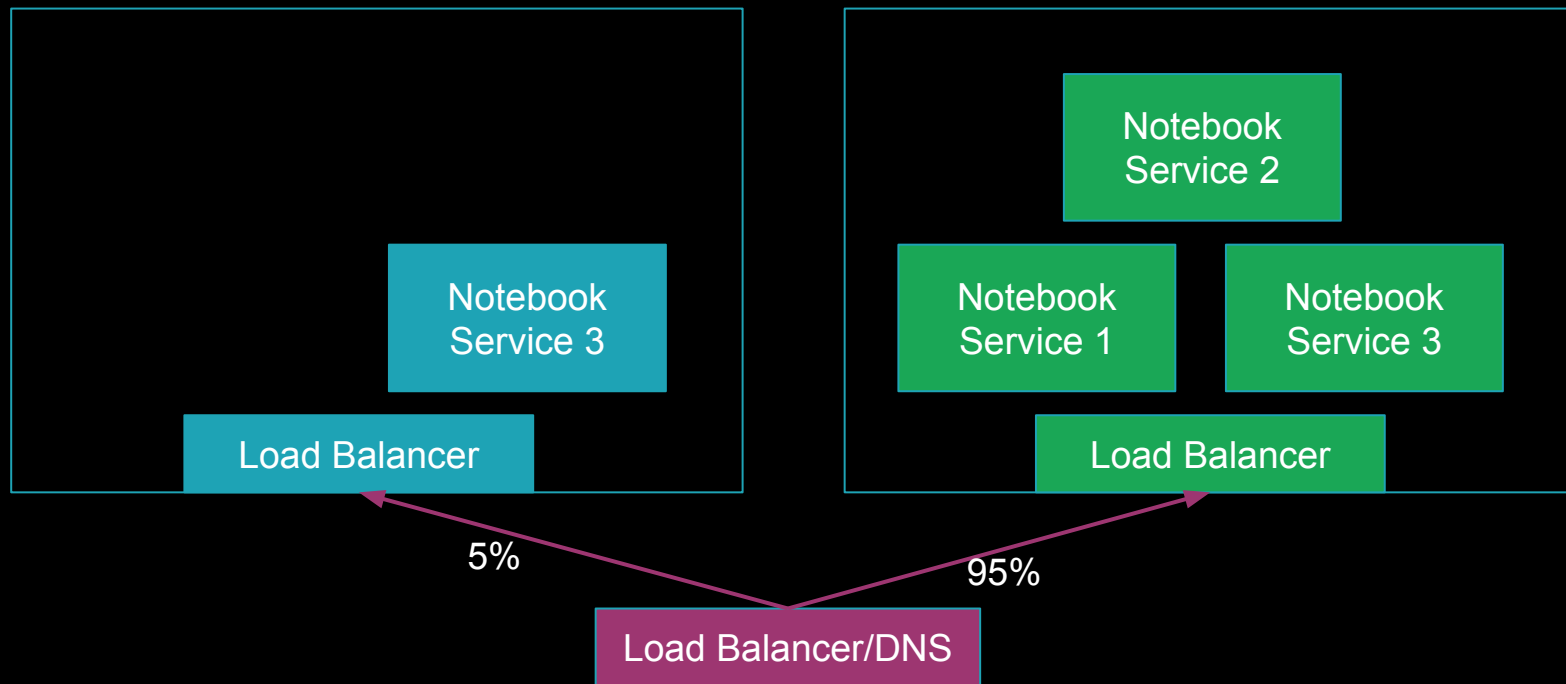 Notebook
Service 2
Notebook
Service 3
Notebook
Service 1
Notebook
Service 3
Load Balancer
Load Balancer
5%
95%
Load Balancer/DNS